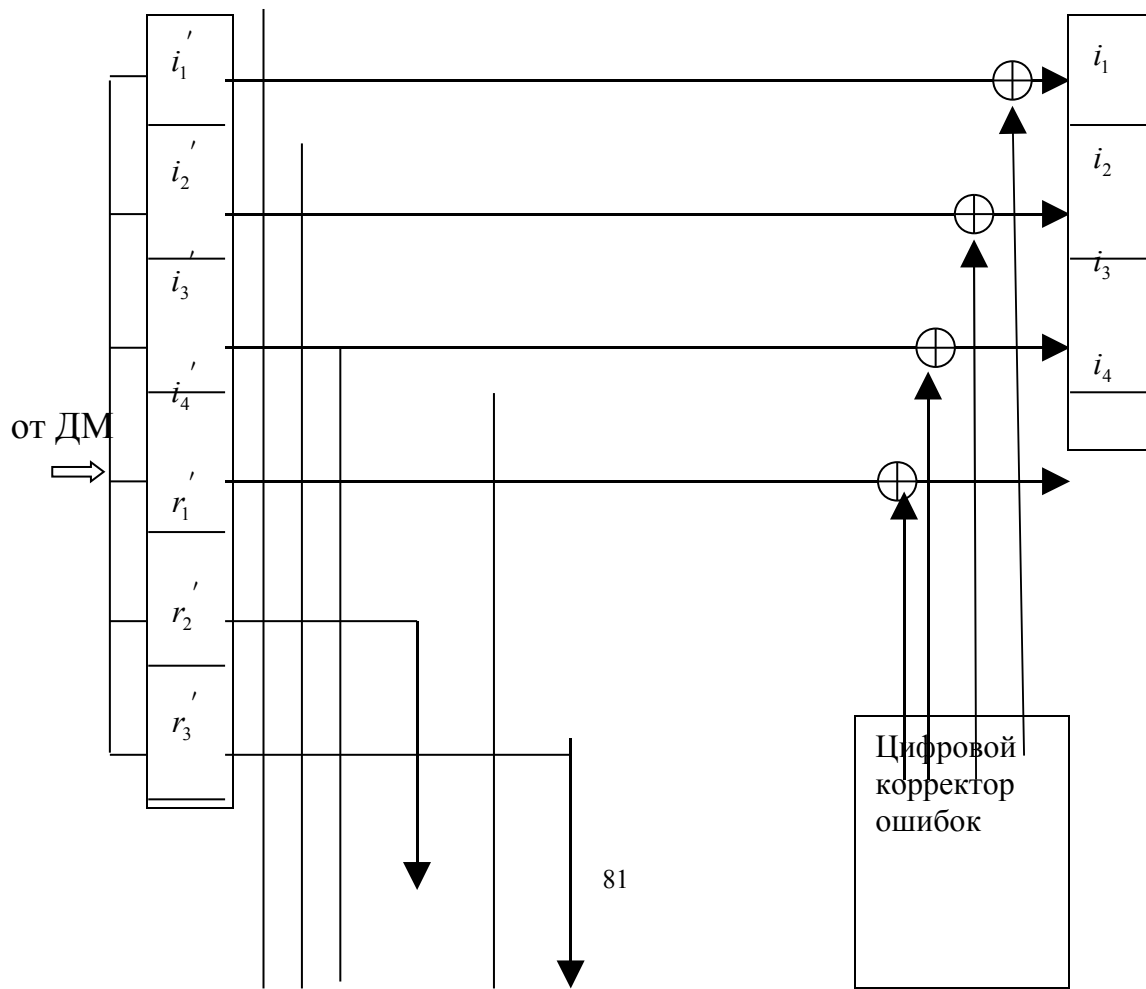 i₁′
i₂′
i₃′
i₄′
от ДМ
r₁′
r₂′
r₃′
i₁
i₂
i₃
i₄
Цифровой
корректор
ошибок
81